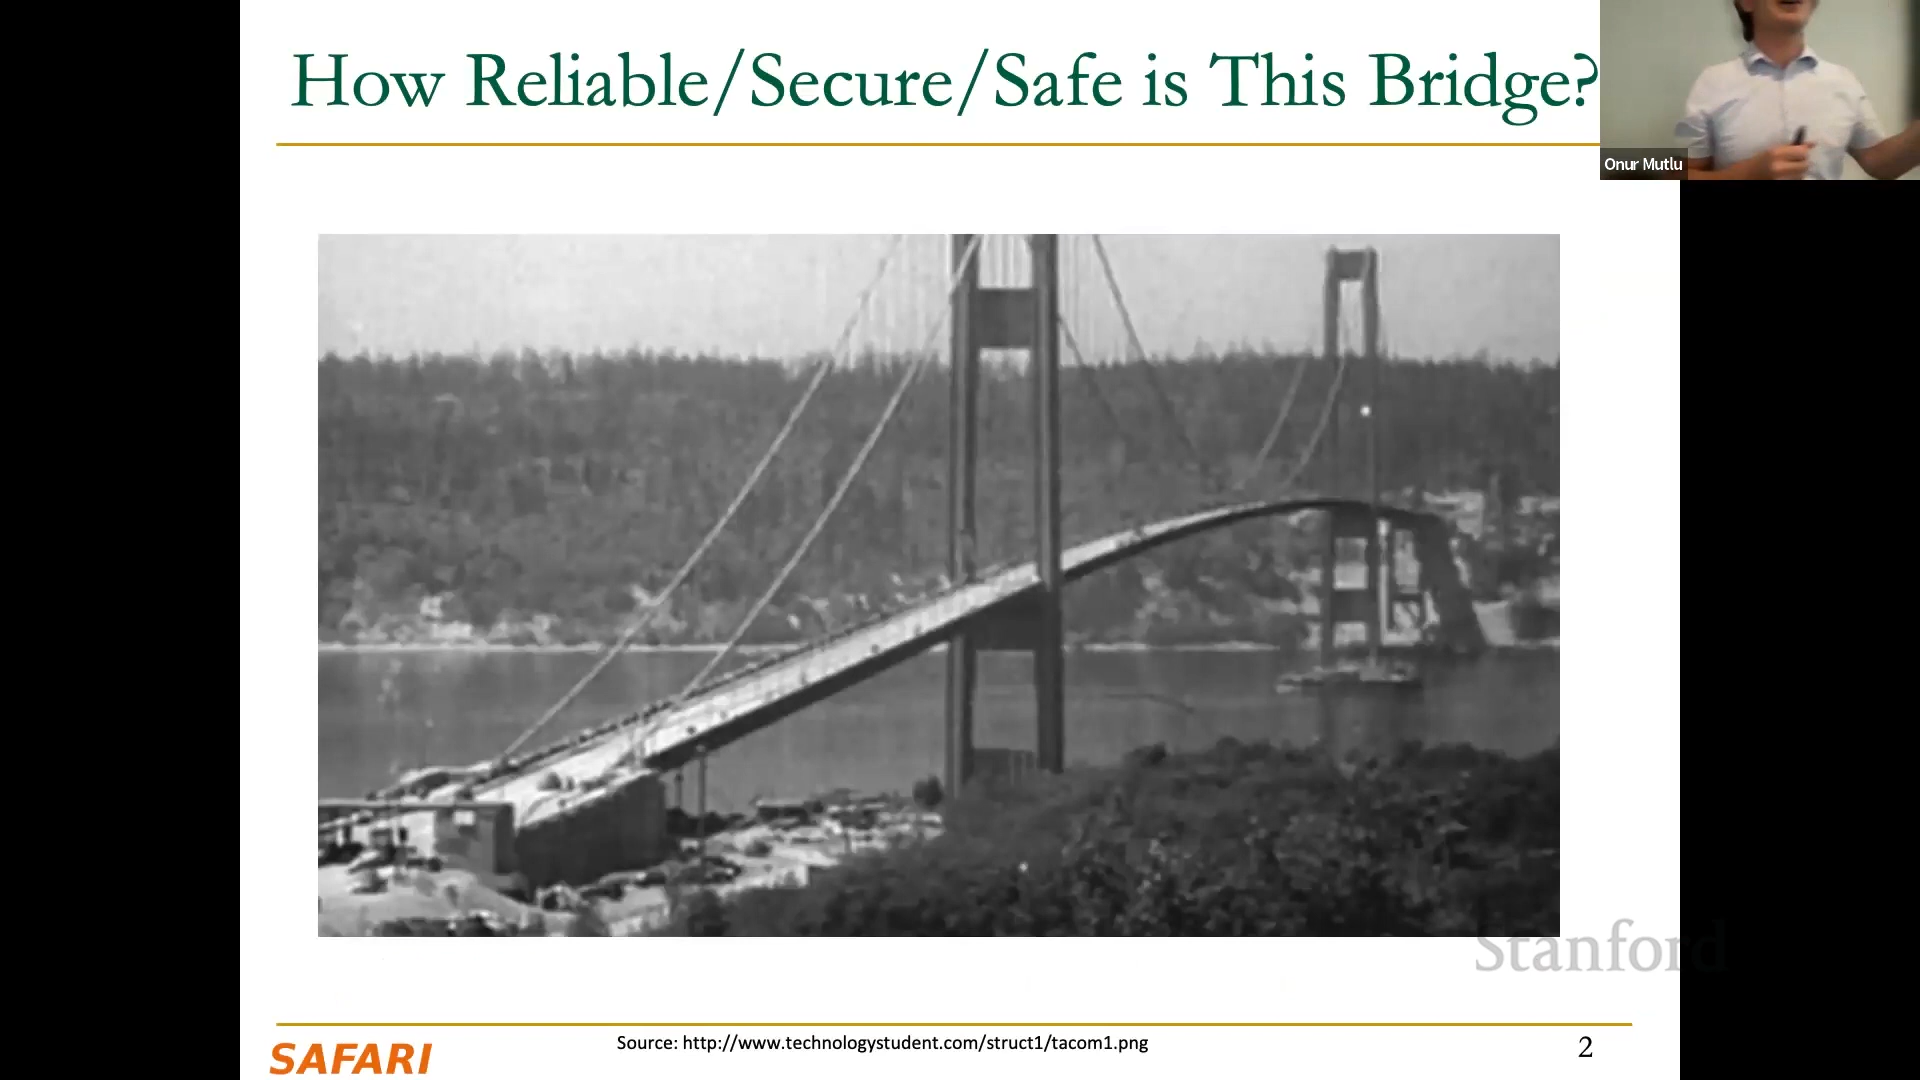 How Reliable/Secure/Safe is This Bridge?
Onur Mutlu
Stanford
SAFARI
Source: http://www.technologystudent.com/struct1/tacom1.png
2